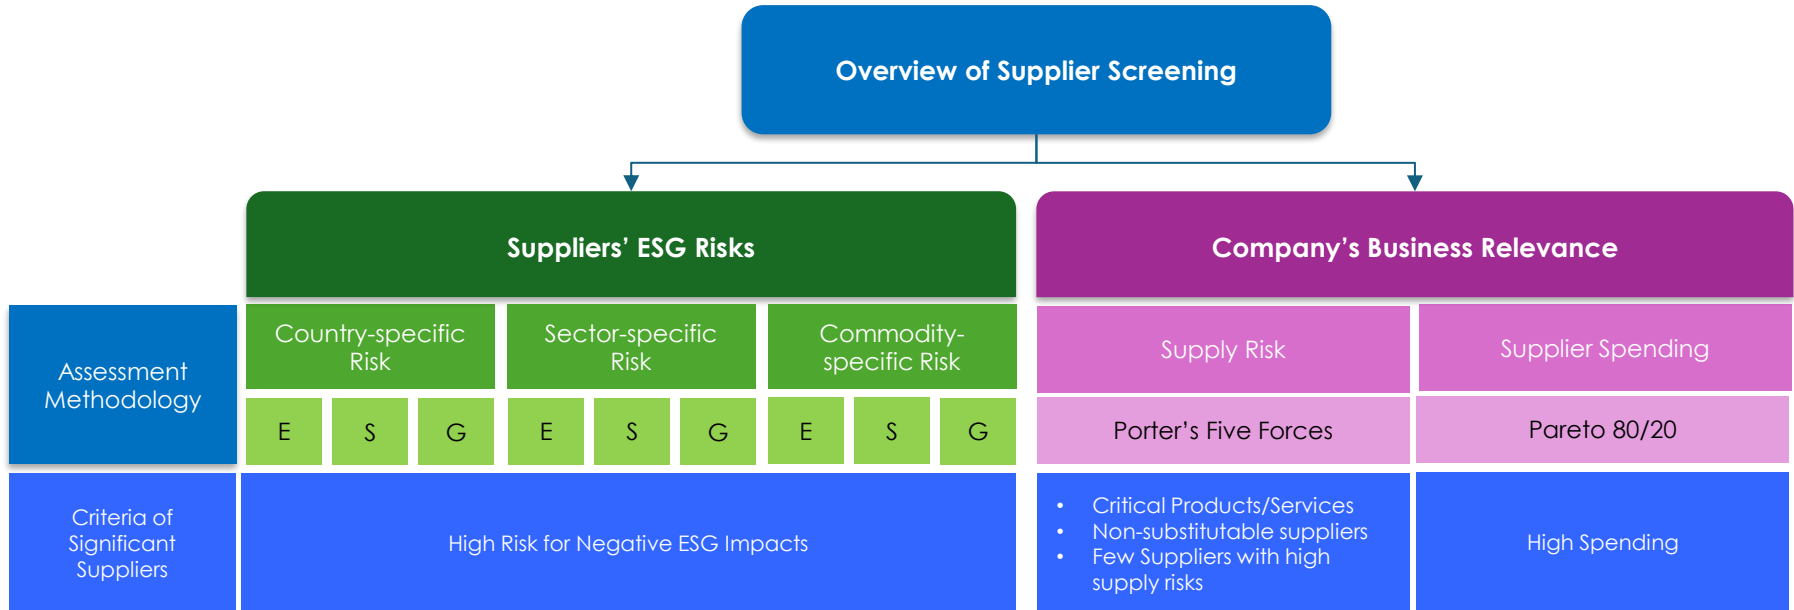 Overview of Supplier Screening
Suppliers’ ESG Risks
Company’s Business Relevance
Assessment
Methodology
Country-specific
Risk
Sector-specific
Risk
Commodity-
specific Risk
Supply Risk
Supplier Spending
E
S
G
E
S
G
E
S
G
Porter’s Five Forces
Pareto 80/20
Criteria of
Significant
Suppliers
High Risk for Negative ESG Impacts
• Critical Products/Services
• Non-substitutable suppliers
• Few Suppliers with high
supply risks
High Spending